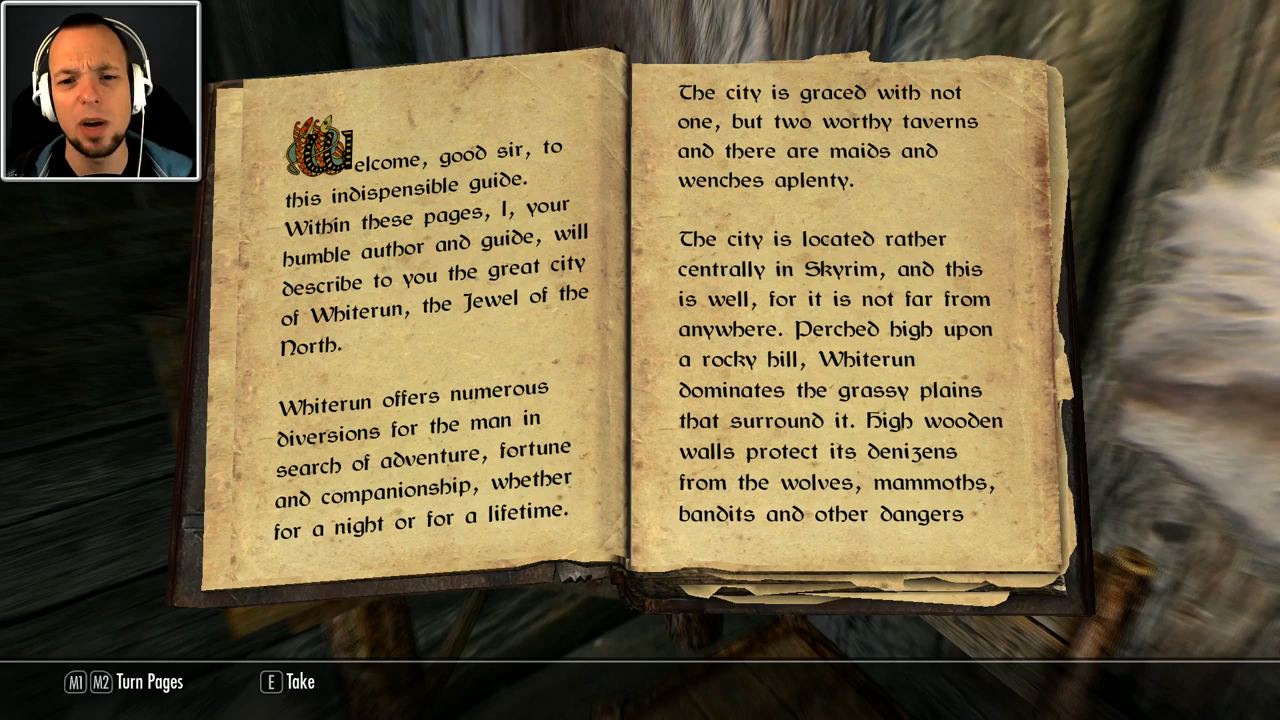 Welcome, good sir, to
this indispensible guide.
Within these pages, I, your
humble author and guide, will
describe to you the great city
of Whiterun, the Jewel of the
North.
Whiterun offers numerous
diversions for the man in
search of adventure, fortune
and companionship, whether
for a night or for a lifetime.
The city is graced with not
one, but two worthy taverns
and there are maids and
wenches aplenty.
The city is located rather
centrally in Skyrim, and this
is well, for it is not far from
anywhere. Perched high upon
a rocky hill, Whiterun
dominates the grassy plains
that surround it. High wooden
walls protect its denizens
from the wolves, mammoths,
bandits and other dangers
M1 M2 Turn Pages
E Take